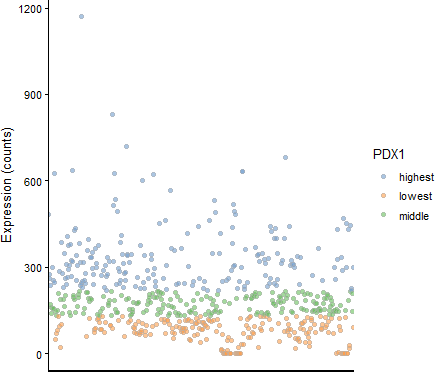 1200
900
600
300
0
Expression (counts)
PDX1
highest
lowest
middle